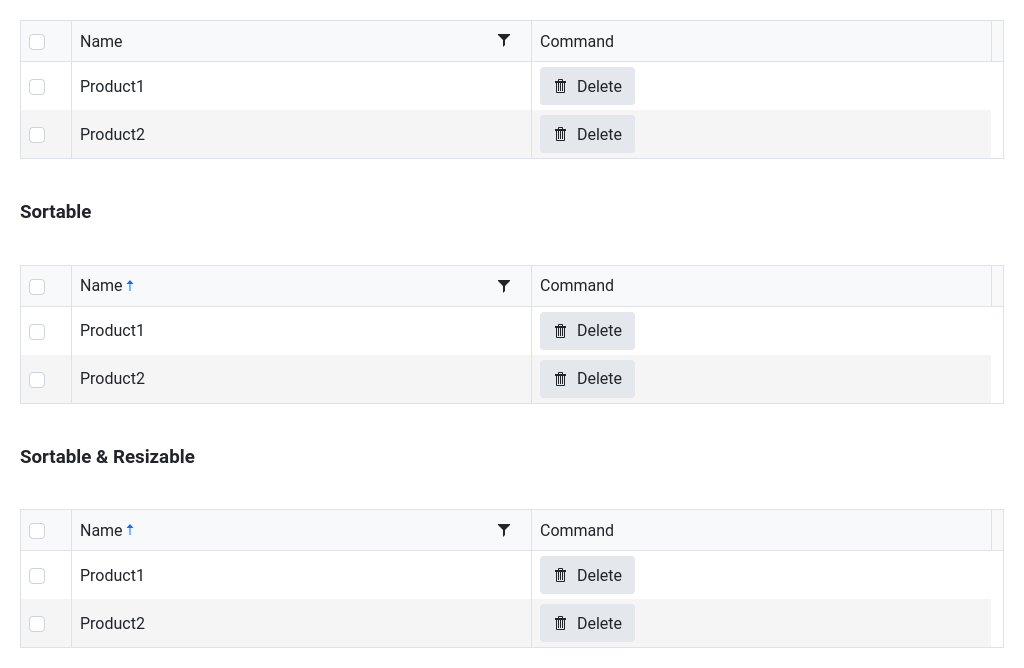 Name Command
Product1 Delete
Product2 Delete
Sortable
Name Command
Product1 Delete
Product2 Delete
Sortable & Resizable
Name Command
Product1 Delete
Product2 Delete